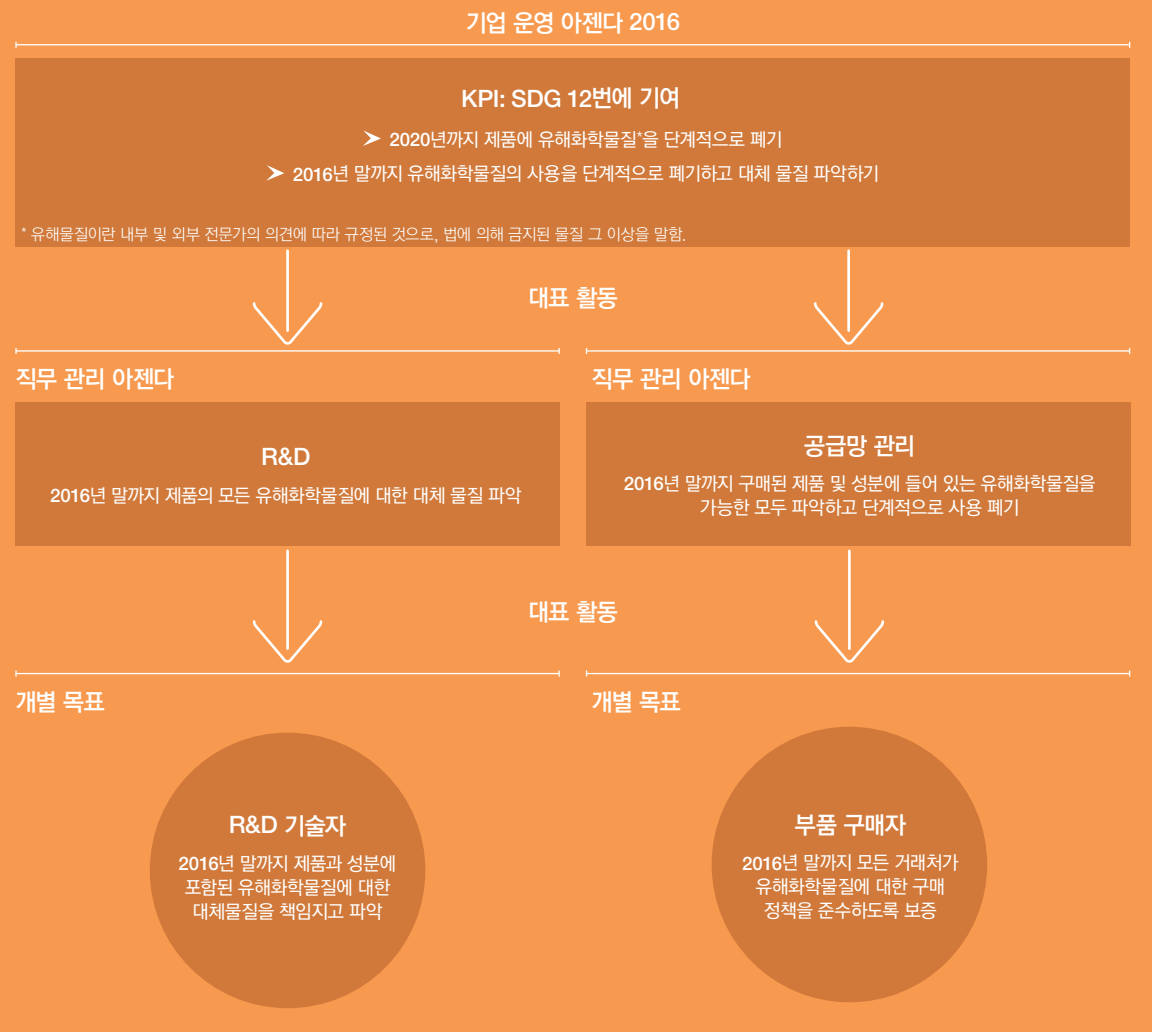 기업 운영 아젠다 2016
KPI: SDG 12번에 기여
➤ 2020년까지 제품에 유해화학물질*을 단계적으로 폐기
➤ 2016년 말까지 유해화학물질의 사용을 단계적으로 폐기하고 대체 물질 파악하기
* 유해물질이란 내부 및 외부 전문가의 의견에 따라 규정된 것으로, 법에 의해 금지된 물질 그 이상을 말함.
대표 활동
직무 관리 아젠다
R&D
2016년 말까지 제품의 모든 유해화학물질에 대한 대체 물질 파악
직무 관리 아젠다
공급망 관리
2016년 말까지 구매된 제품 및 성분에 들어 있는 유해화학물질을
가능한 모두 파악하고 단계적으로 사용 폐기
대표 활동
개별 목표
R&D 기술자
2016년 말까지 제품과 성분에
포함된 유해화학물질에 대한
대체물질을 책임지고 파악
개별 목표
부품 구매자
2016년 말까지 모든 거래처가
유해화학물질에 대한 구매
정책을 준수하도록 보증